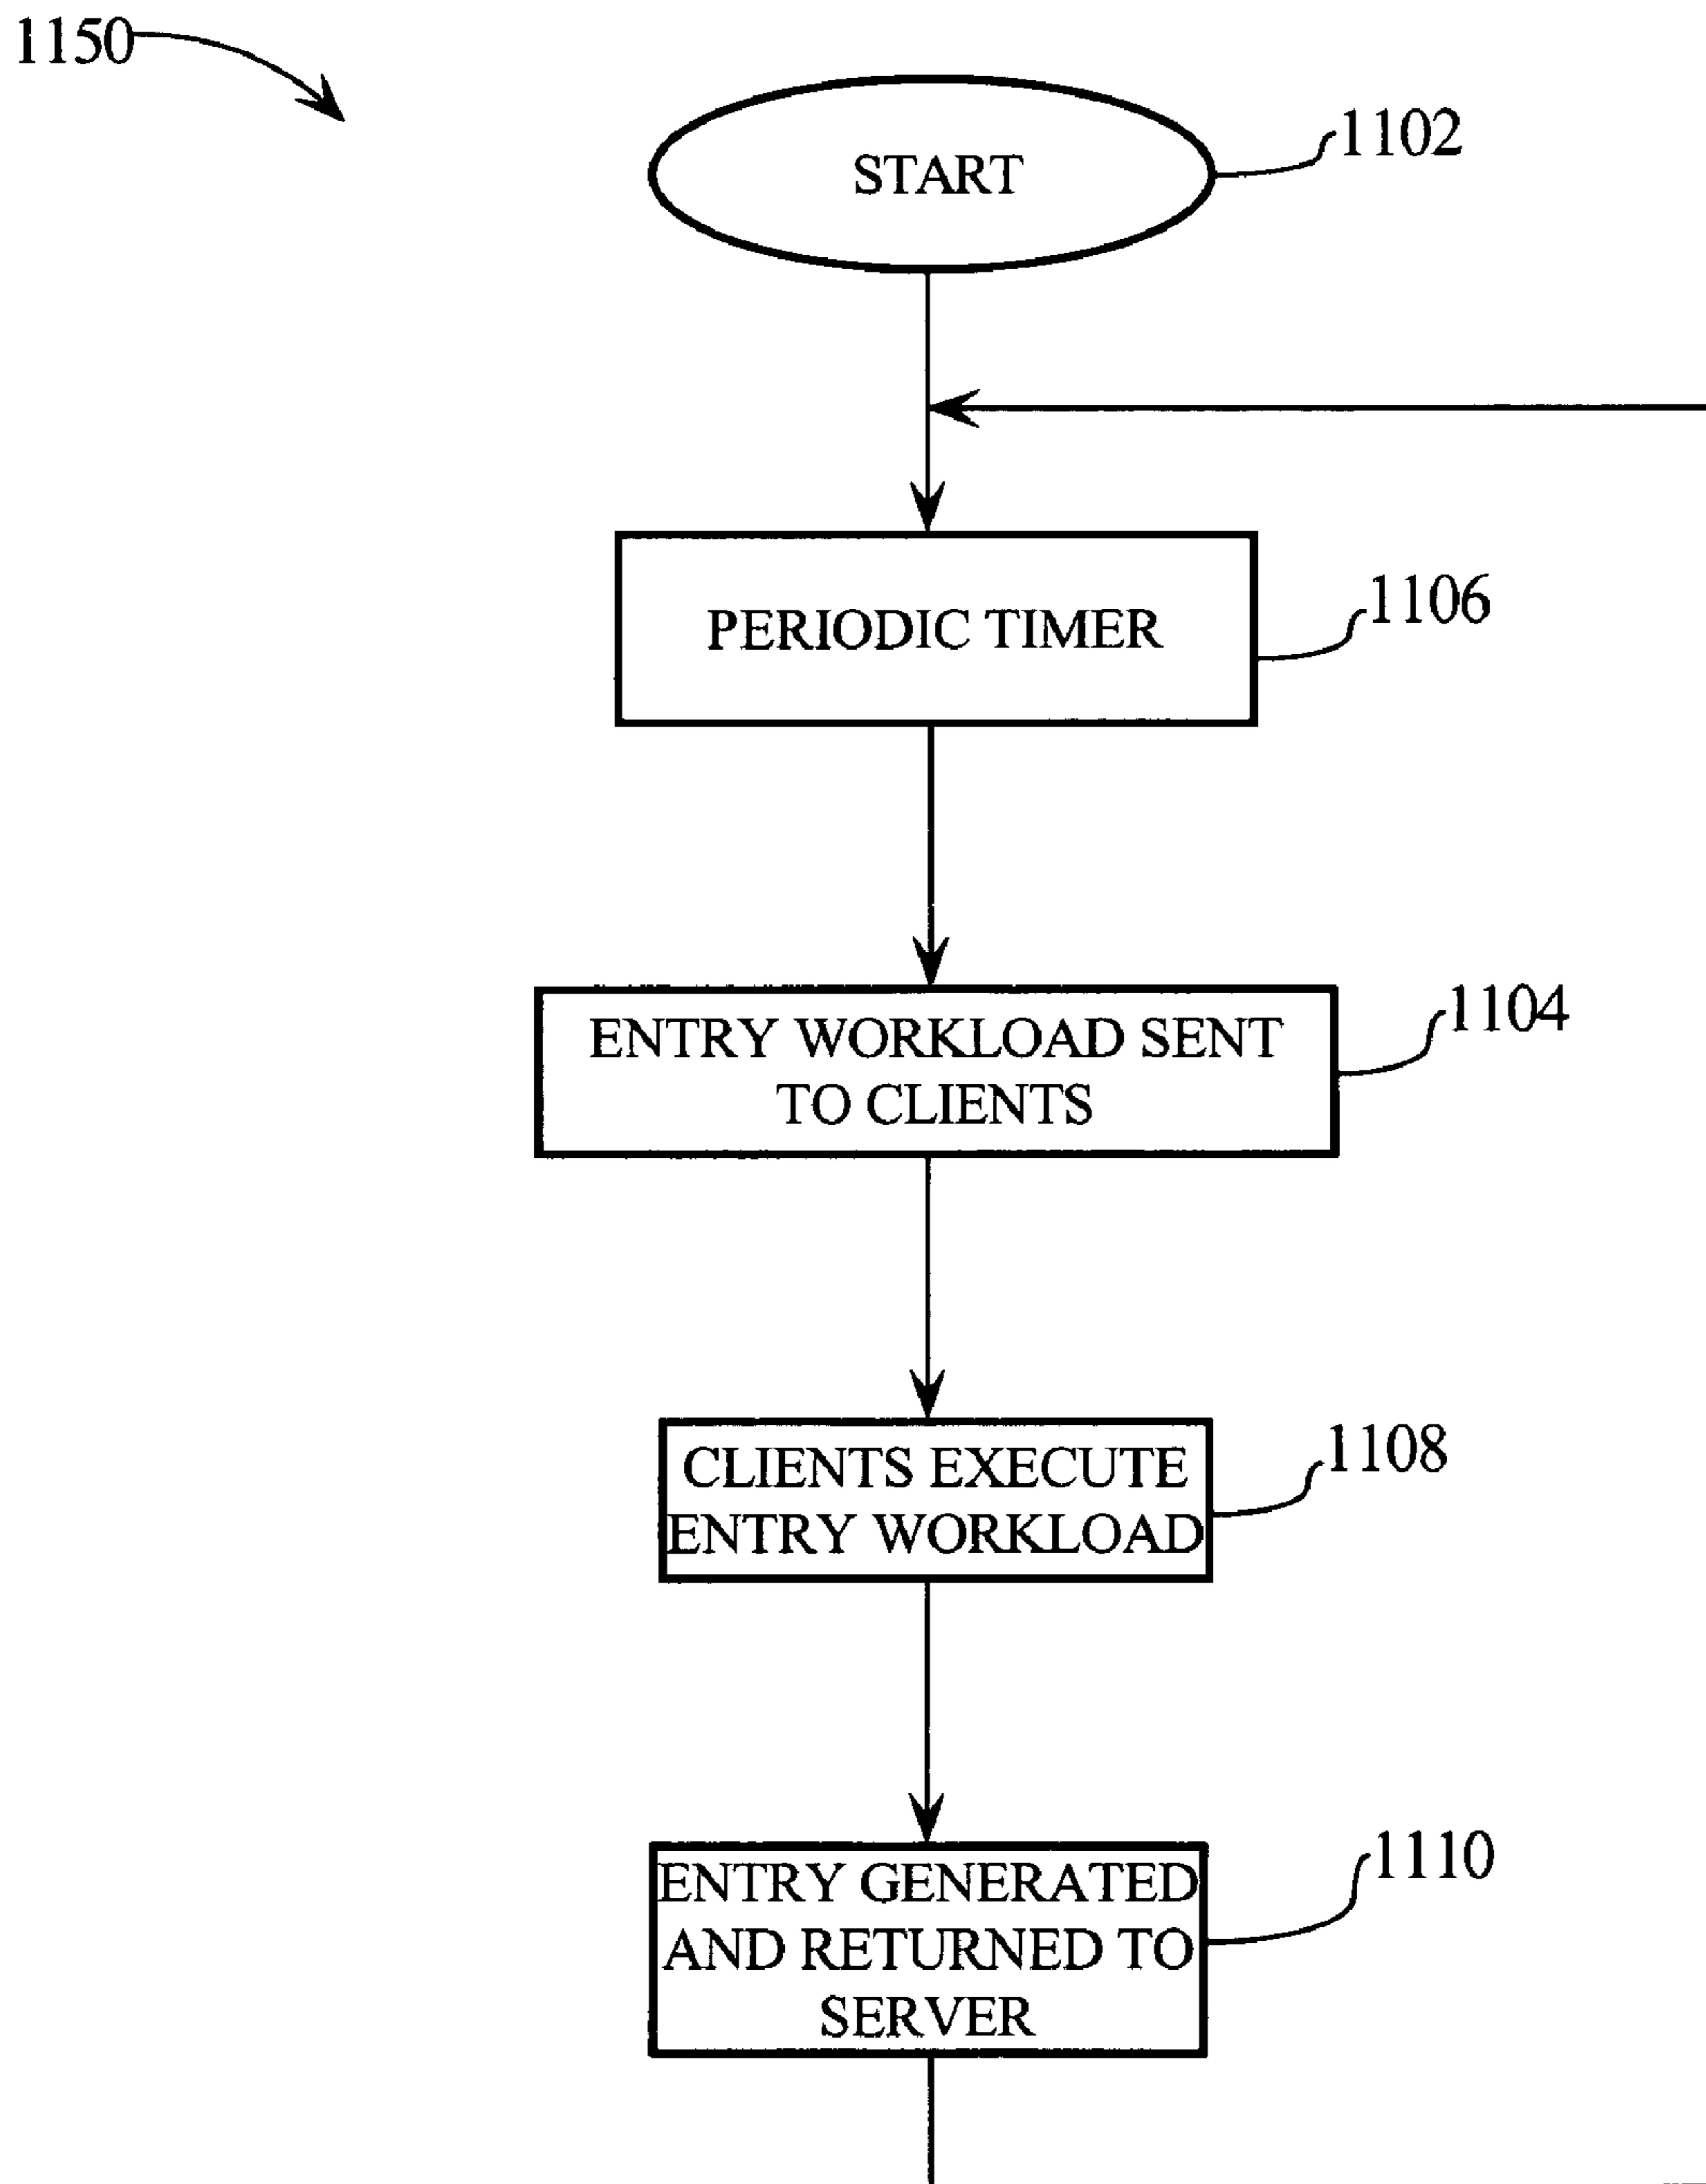 1150
START
1102
PERIODIC TIMER
1106
ENTRY WORKLOAD SENT
TO CLIENTS
1104
CLIENTS EXECUTE
ENTRY WORKLOAD
1108
ENTRY GENERATED
AND RETURNED TO
SERVER
1110